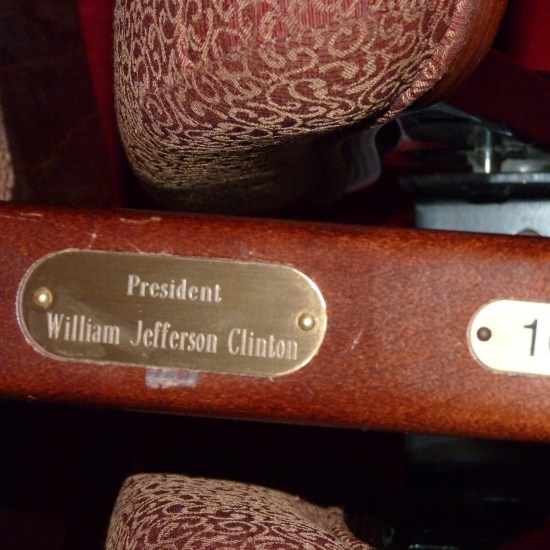 President
William Jefferson Clinton